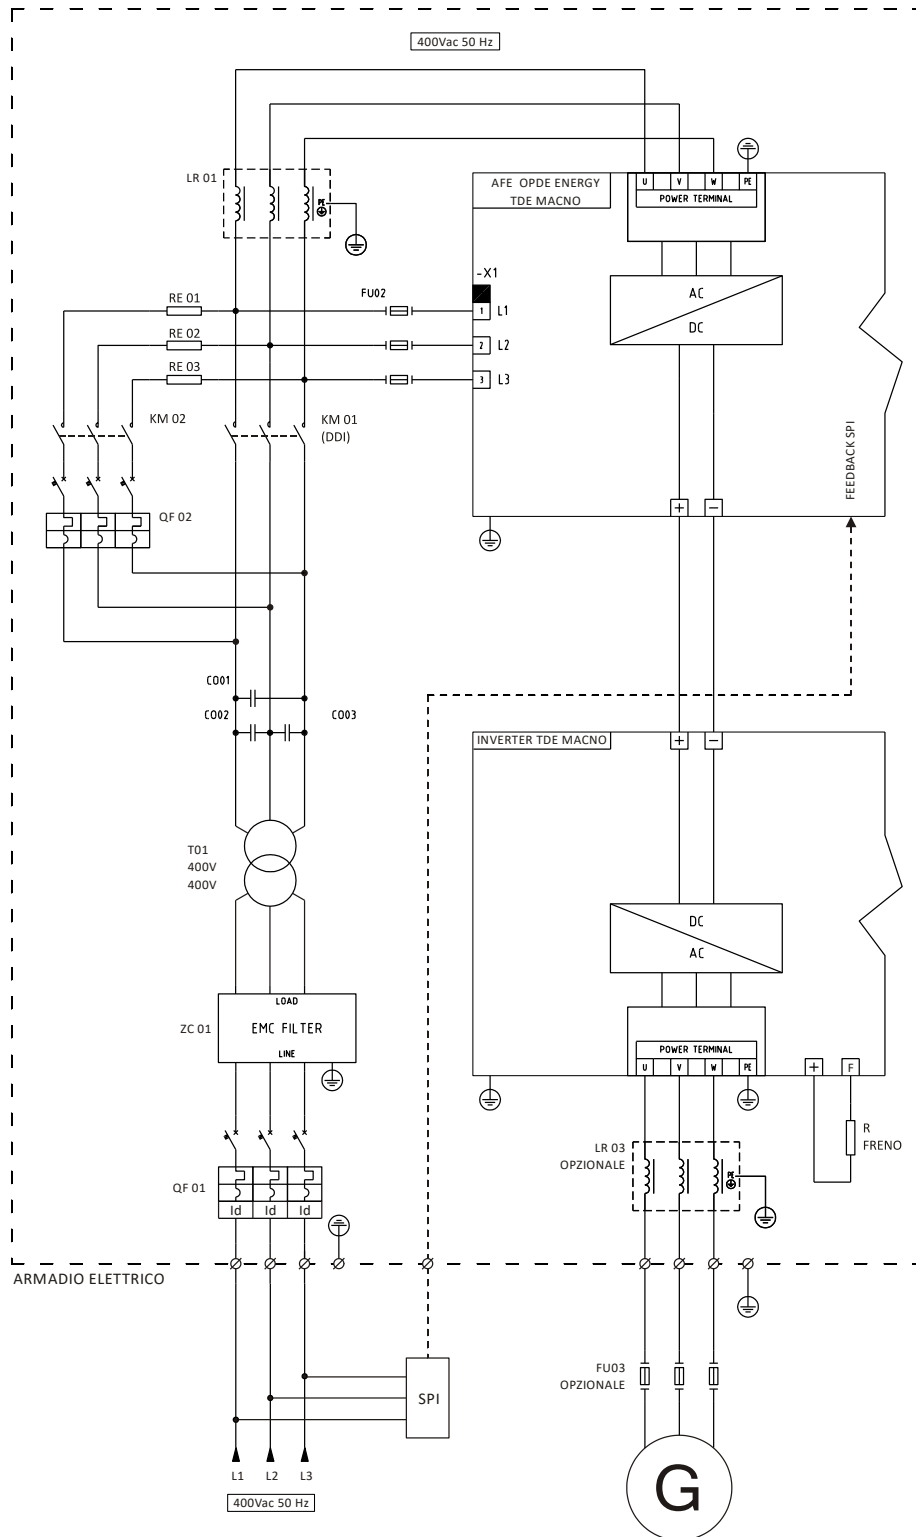 400Vac 50 Hz
LR 01
PE
AFE OPDE ENERGY
TDE MACNO
U V W PE
POWER TERMINAL
-X1
AC
DC
RE 01
FU02
1 L1
RE 02
2 L2
RE 03
3 L3
KM 02
KM 01
(DDI)
FEEDBACK SPI
QF 02
+ -
CO01
CO02
CO03
INVERTER TDE MACNO
+ -
T01
400V
400V
DC
AC
LOAD
ZC 01
EMC FILTER
LINE
POWER TERMINAL
U V W PE
+ F
R
FRENO
LR 03
OPZIONALE
PE
QF 01
Id Id Id
ARMADIO ELETTRICO
FU03
OPZIONALE
SPI
L1 L2 L3
400Vac 50 Hz
G